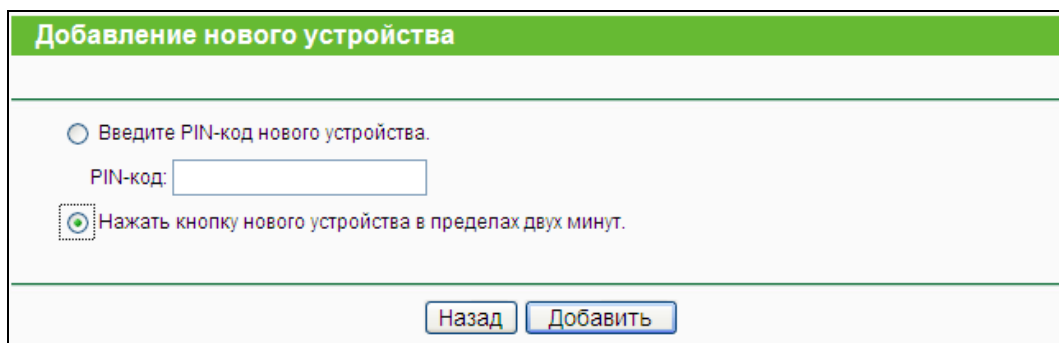 Добавление нового устройства
Введите PIN-код нового устройства.
PIN-код:
Нажать кнопку нового устройства в пределах двух минут.
Назад Добавить